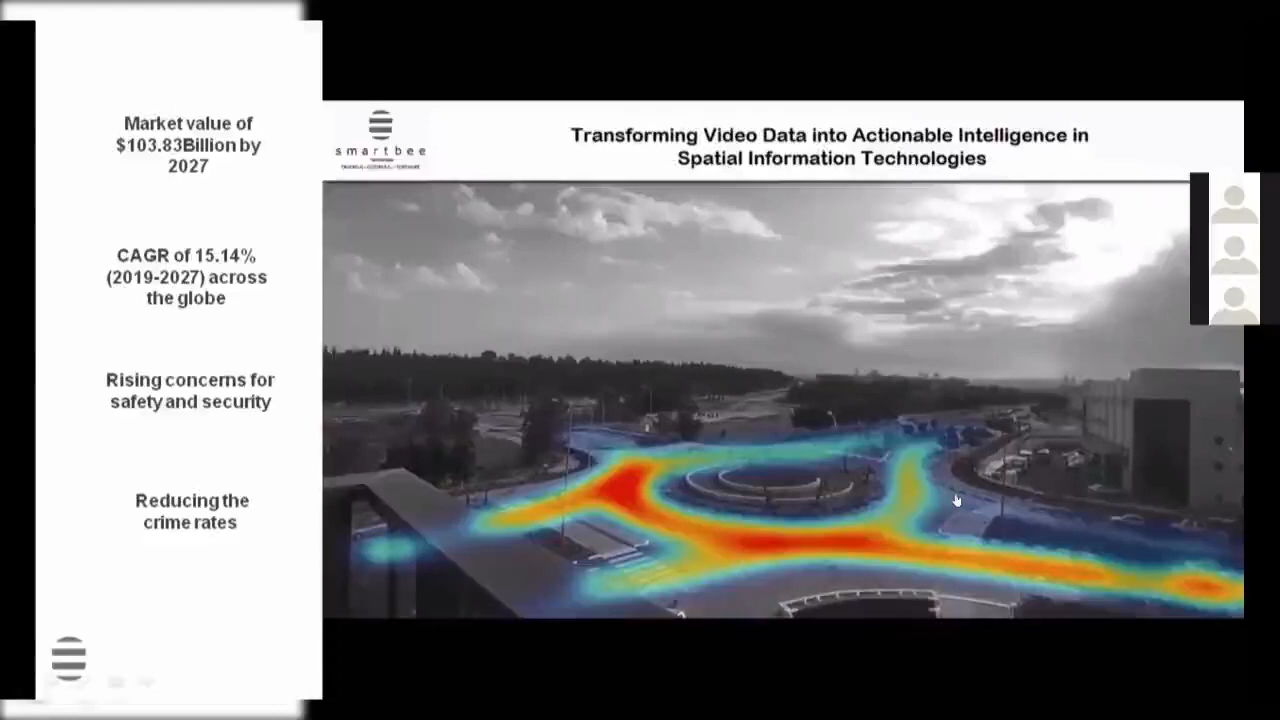 Market value of
$103.83Billion by
2027
CAGR of 15.14%
(2019-2027) across
the globe
Rising concerns for
safety and security
Reducing the
crime rates
smartbee
Transforming Video Data into Actionable Intelligence in
Spatial Information Technologies